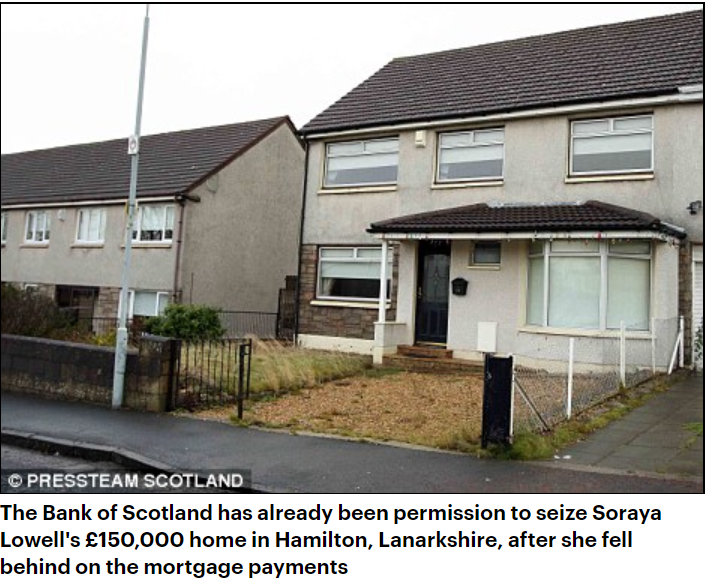 © PRESSTEAM SCOTLAND
The Bank of Scotland has already been permission to seize Soraya
Lowell's £150,000 home in Hamilton, Lanarkshire, after she fell
behind on the mortgage payments